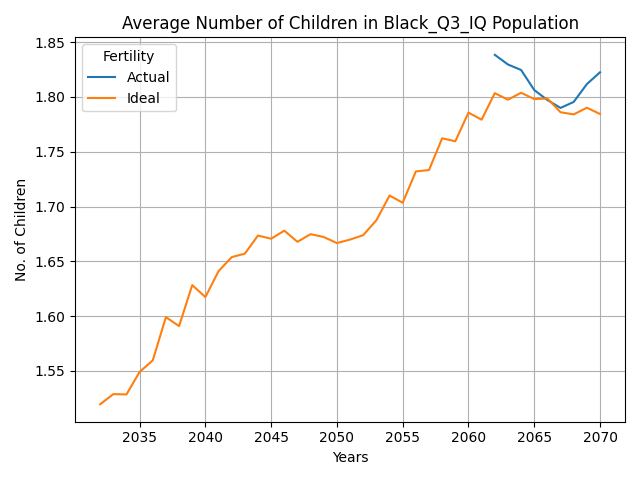 Average Number of Children in Black_Q3_IQ Population
Fertility
Actual
Ideal
No. of Children
1.85
1.80
1.75
1.70
1.65
1.60
1.55
2035 2040 2045 2050 2055 2060 2065 2070
Years